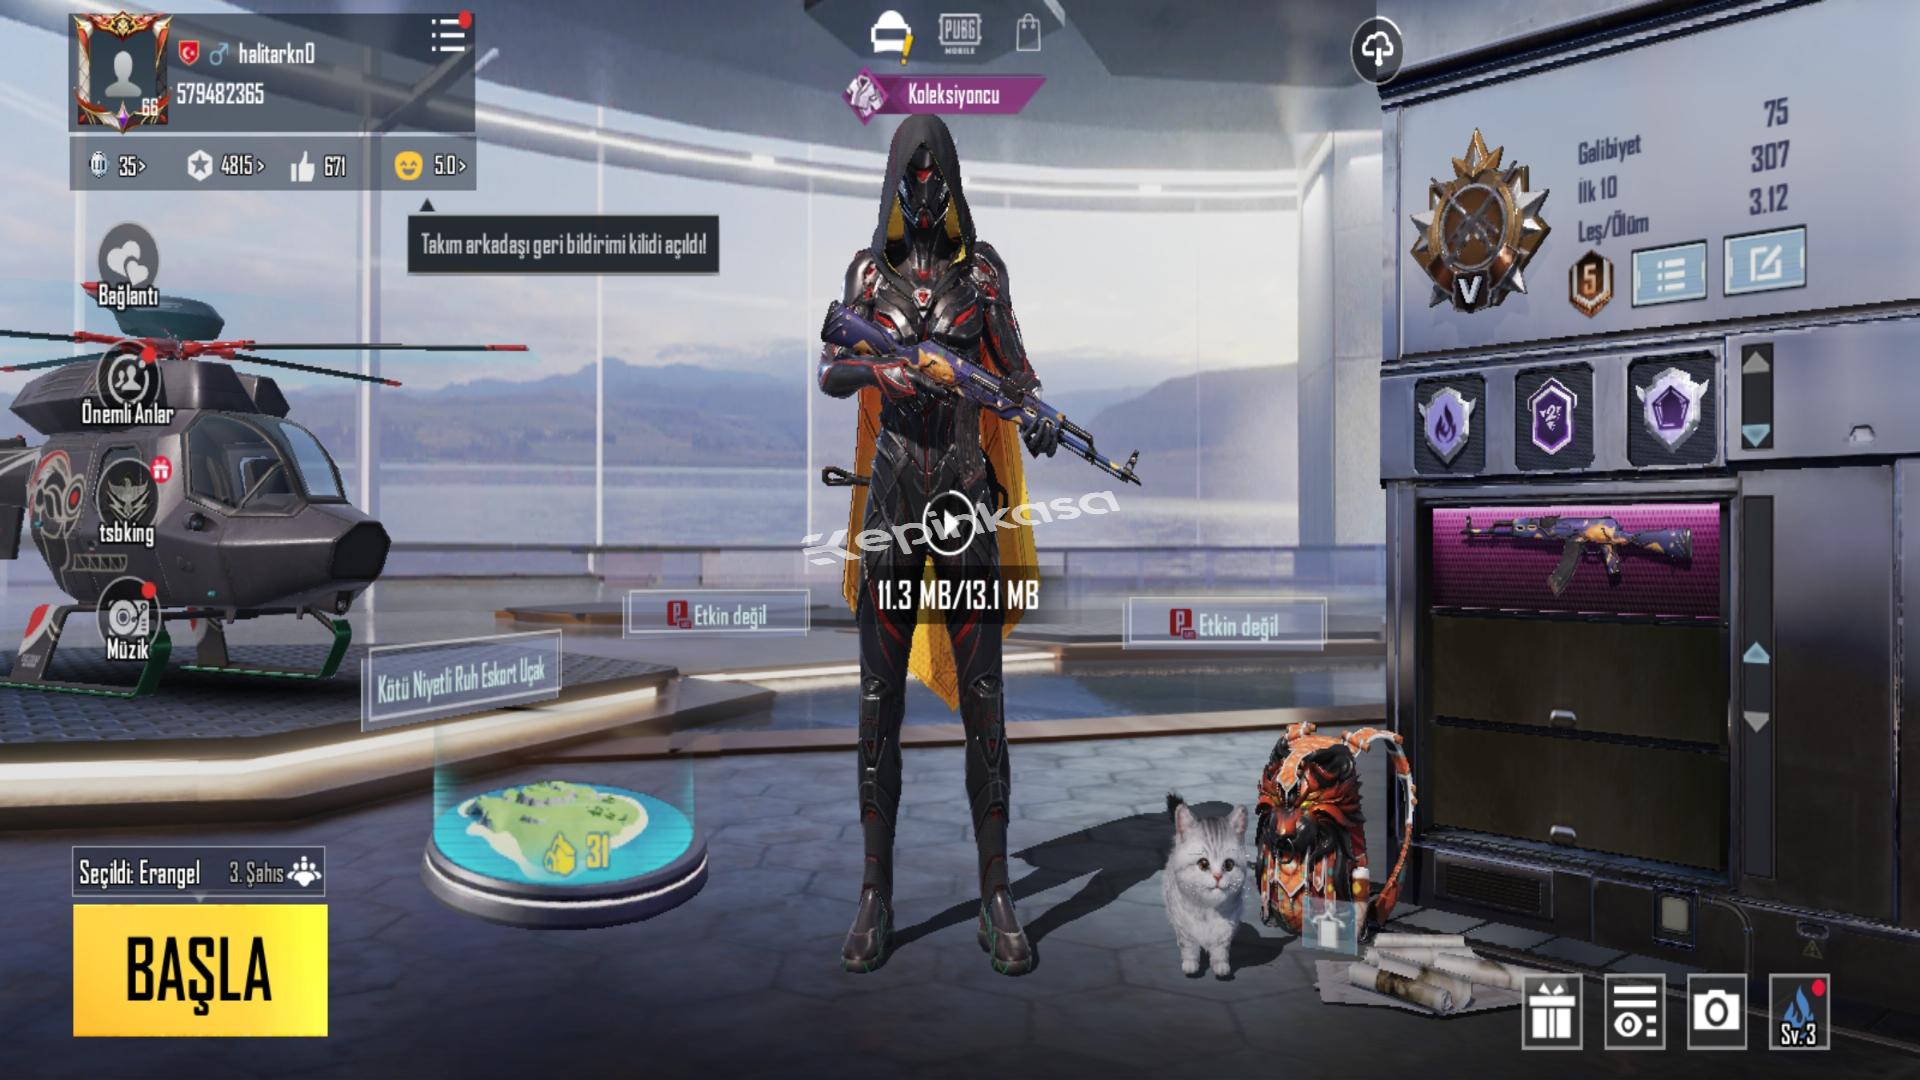 halitarkn0
579482365
66
35>
4815>
671
5.0>
PUBG
MOBILE
Koleksiyoncu
Takım arkadaşı geri bildirimi kilidi açıldı!
Galibiyet 75
İlk 10 307
Leş/Ölüm 3.12
V
5
Bağlantı
Önemli Anlar
tsbking
Müzik
Kepinkasa
11.3 MB/13.1 MB
Etkin değil
Etkin değil
Kötü Niyetli Ruh Eskort Uçak
31
Seçildi: Erangel 3. Şahıs
BAŞLA
Sv.3